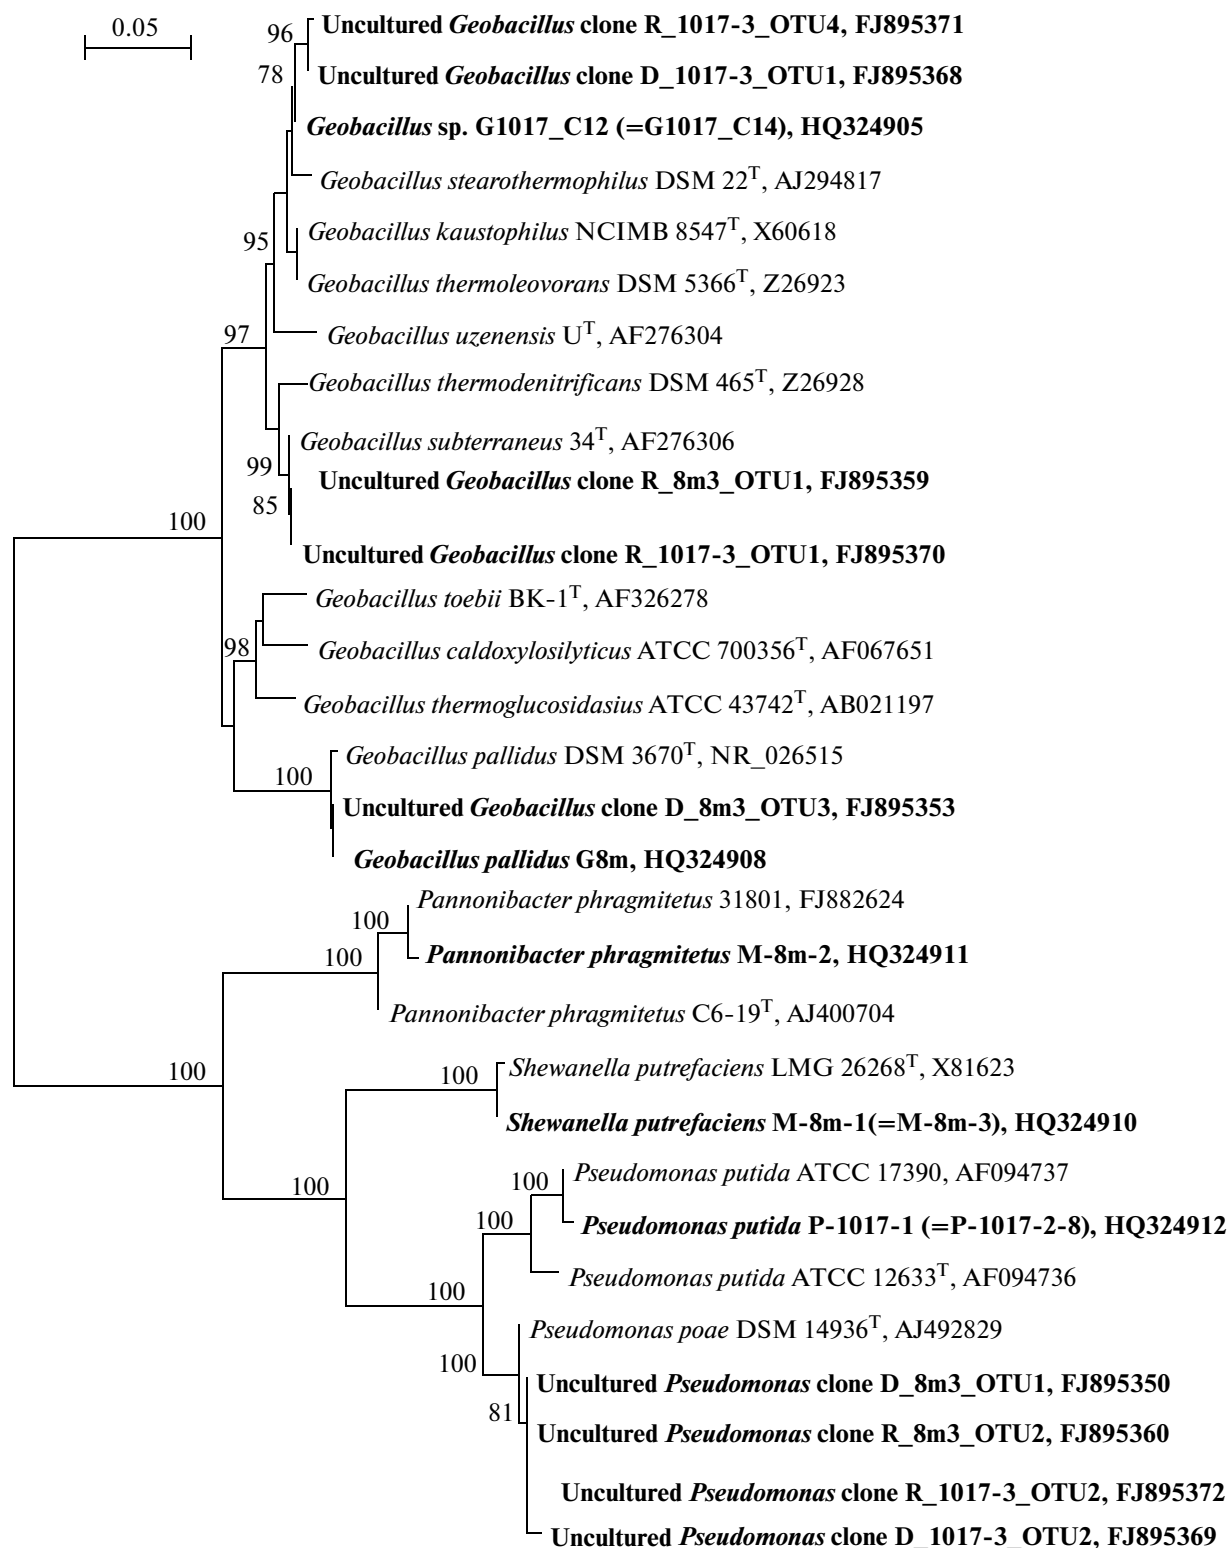 0.05
96
Uncultured Geobacillus clone R_1017-3_OTU4, FJ895371
78
Uncultured Geobacillus clone D_1017-3_OTU1, FJ895368
Geobacillus sp. G1017_C12 (=G1017_C14), HQ324905
Geobacillus stearothermophilus DSM 22T, AJ294817
Geobacillus kaustophilus NCIMB 8547T, X60618
95
Geobacillus thermoleovorans DSM 5366T, Z26923
97
Geobacillus uzenensis UT, AF276304
Geobacillus thermodenitrificans DSM 465T, Z26928
Geobacillus subterraneus 34T, AF276306
99
Uncultured Geobacillus clone R_8m3_OTU1, FJ895359
85
100
Uncultured Geobacillus clone R_1017-3_OTU1, FJ895370
Geobacillus toebii BK-1T, AF326278
98
Geobacillus caldoxylosilyticus ATCC 700356T, AF067651
Geobacillus thermoglucosidasius ATCC 43742T, AB021197
Geobacillus pallidus DSM 3670T, NR_026515
100
Uncultured Geobacillus clone D_8m3_OTU3, FJ895353
Geobacillus pallidus G8m, HQ324908
Pannonibacter phragmitetus 31801, FJ882624
100
100
Pannonibacter phragmitetus M-8m-2, HQ324911
Pannonibacter phragmitetus C6-19T, AJ400704
100
100
Shewanella putrefaciens LMG 26268T, X81623
Shewanella putrefaciens M-8m-1(=M-8m-3), HQ324910
100
100
Pseudomonas putida ATCC 17390, AF094737
100
Pseudomonas putida P-1017-1 (=P-1017-2-8), HQ324912
100
Pseudomonas putida ATCC 12633T, AF094736
Pseudomonas poae DSM 14936T, AJ492829
100
Uncultured Pseudomonas clone D_8m3_OTU1, FJ895350
81
Uncultured Pseudomonas clone R_8m3_OTU2, FJ895360
Uncultured Pseudomonas clone R_1017-3_OTU2, FJ895372
Uncultured Pseudomonas clone D_1017-3_OTU2, FJ895369